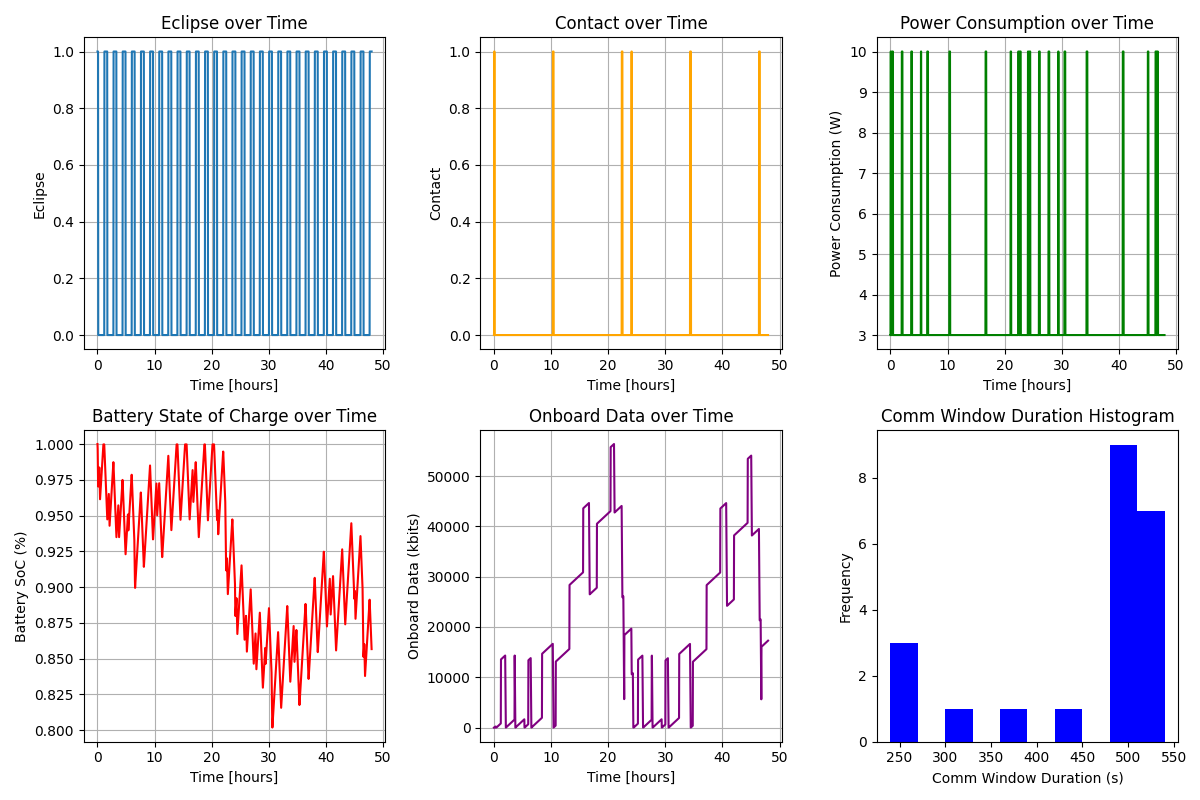 Eclipse over Time
1.0
0.8
0.6
0.4
0.2
0.0
Eclipse
0 10 20 30 40 50
Time [hours]
Contact over Time
1.0
0.8
0.6
0.4
0.2
0.0
Contact
0 10 20 30 40 50
Time [hours]
Power Consumption over Time
10
9
8
7
6
5
4
3
Power Consumption (W)
0 10 20 30 40 50
Time [hours]
Battery State of Charge over Time
1.000
0.975
0.950
0.925
0.900
0.875
0.850
0.825
0.800
Battery SoC (%)
0 10 20 30 40 50
Time [hours]
Onboard Data over Time
50000
40000
30000
20000
10000
0
Onboard Data (kbits)
0 10 20 30 40 50
Time [hours]
Comm Window Duration Histogram
8
6
4
2
0
Frequency
250 300 350 400 450 500 550
Comm Window Duration (s)